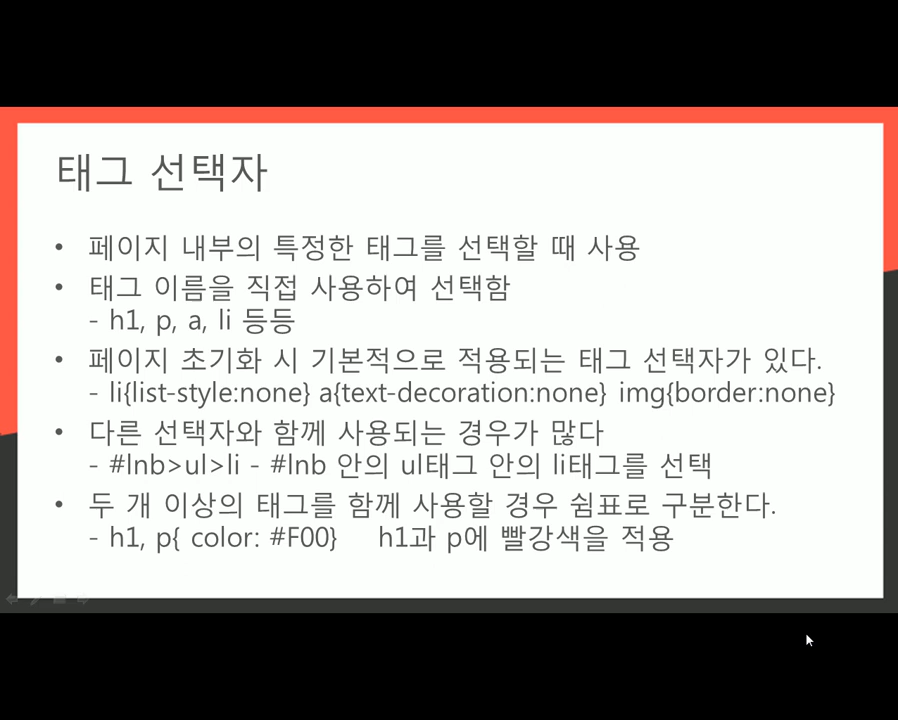 태그 선택자
• 페이지 내부의 특정한 태그를 선택할 때 사용
• 태그 이름을 직접 사용하여 선택함
- h1, p, a, li 등등
• 페이지 초기화 시 기본적으로 적용되는 태그 선택자가 있다.
- li{list-style:none} a{text-decoration:none} img{border:none}
• 다른 선택자와 함께 사용되는 경우가 많다
- #lnb>ul>li - #lnb 안의 ul태그 안의 li태그를 선택
• 두 개 이상의 태그를 함께 사용할 경우 쉼표로 구분한다.
- h1, p{ color: #F00} h1과 p에 빨강색을 적용